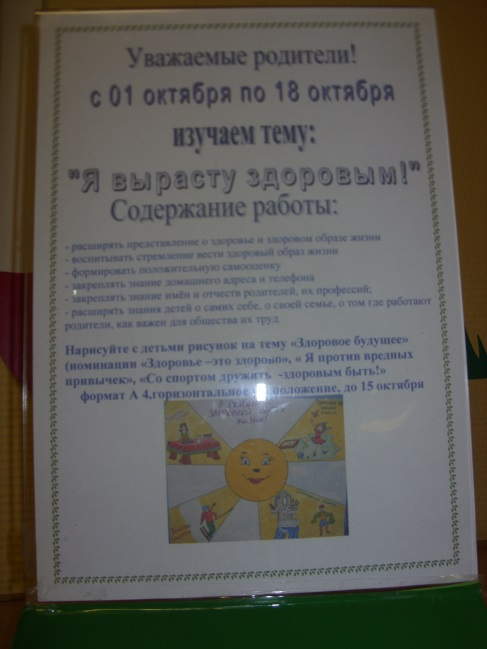 Уважаемые родители!
с 01 октября по 18 октября
изучаем тему:
"Я вырасту здоровым!"
Содержание работы:
- расширять представление о здоровье и здоровом образе жизни
- воспитывать стремление вести здоровый образ жизни
- формировать положительную самооценку
- закреплять знание домашнего адреса и телефона
- закреплять знание имён и отчеств родителей, их профессий;
- расширять знания детей о самих себе, о своей семье, о том где работают
родители, как важен для общества их труд
Нарисуйте с детьми рисунок на тему «Здоровое будущее»
(номинации «Здоровье –это здорово», « Я против вредных
привычек», «Со спортом дружить -здоровым быть!»
формат А 4,горизонтальное положение, до 15 октября